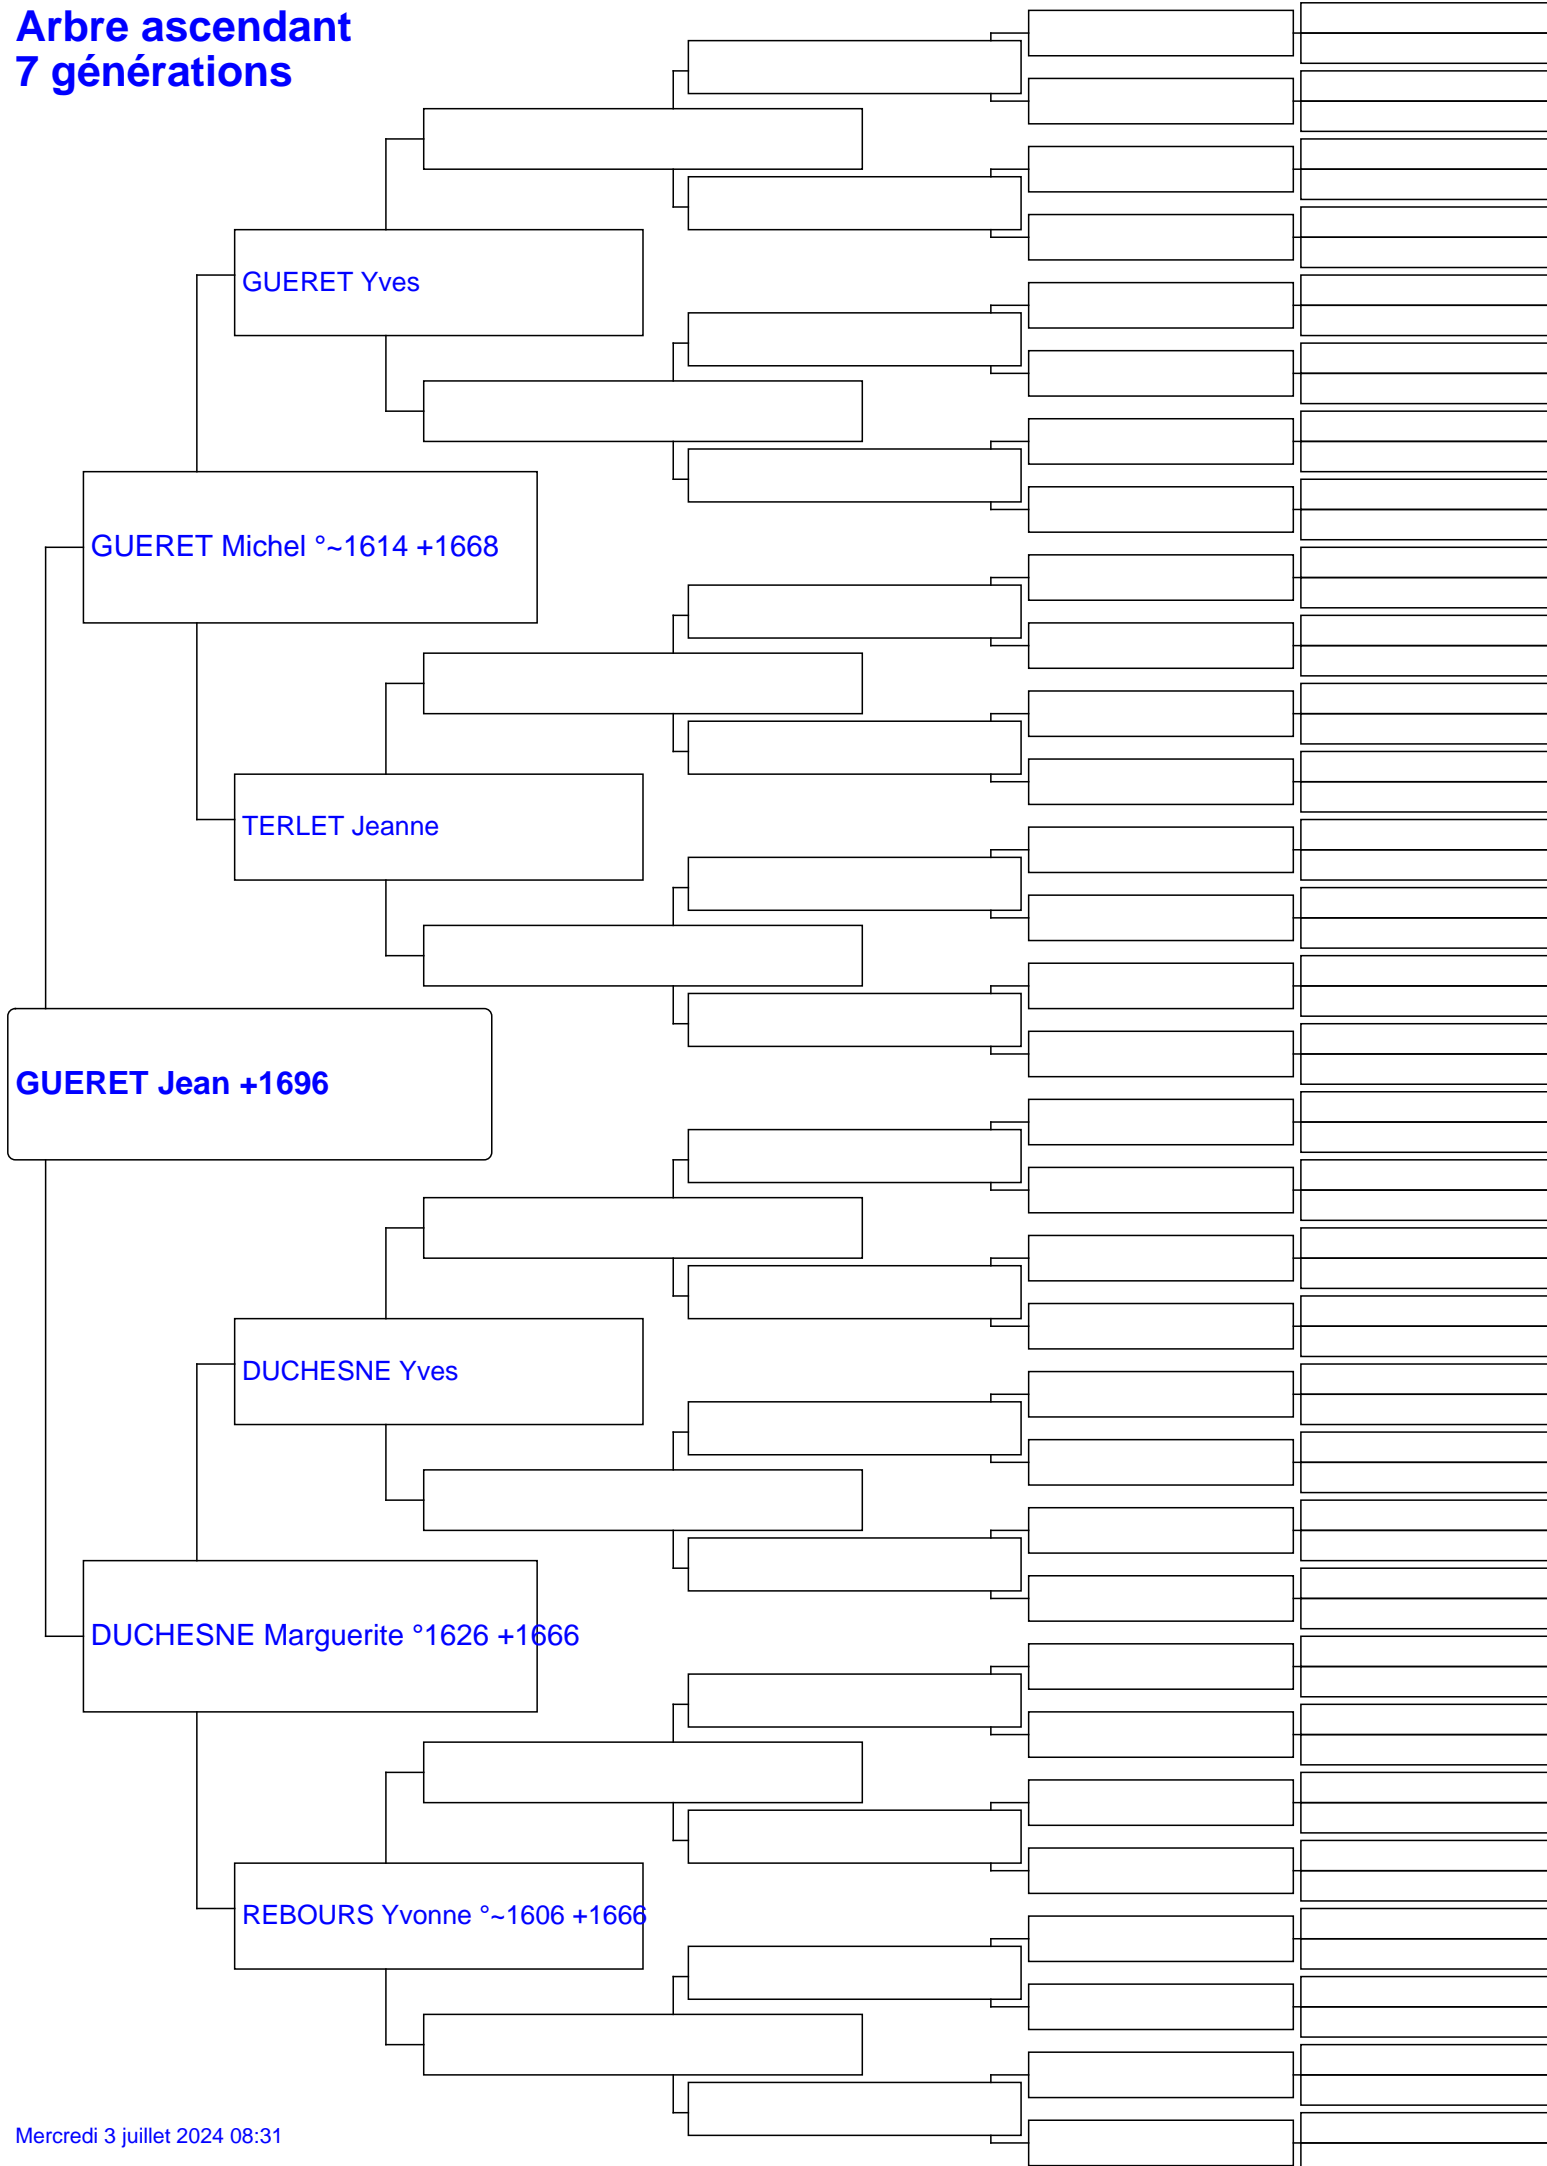 Arbre ascendant
7 générations
GUERET Yves
GUERET Michel °~1614 +1668
TERLET Jeanne
GUERET Jean +1696
DUCHESNE Yves
DUCHESNE Marguerite °1626 +1666
REBOURS Yvonne °~1606 +1666
Mercredi 3 juillet 2024 08:31